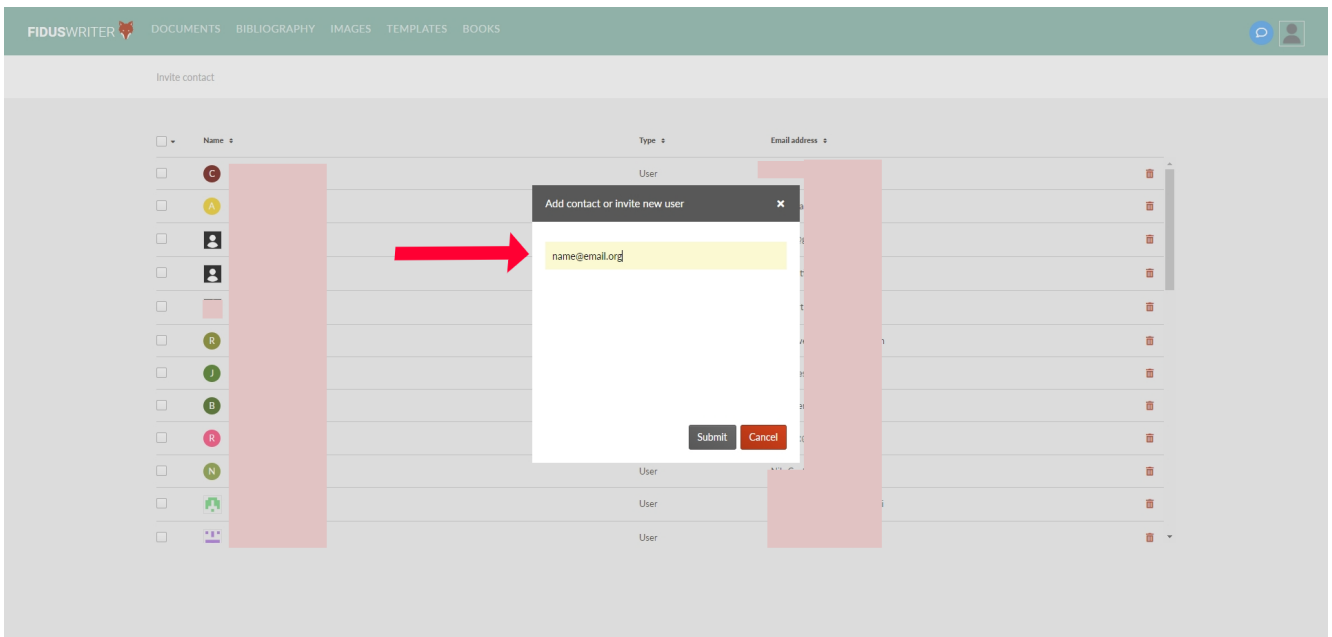 FIDUSWRITER DOCUMENTS BIBLIOGRAPHY IMAGES TEMPLATES BOOKS
Invite contact
Name Type Email address
C User
A
Add contact or invite new user
name@email.org
R
J
B
R
Submit Cancel
N User
User
User